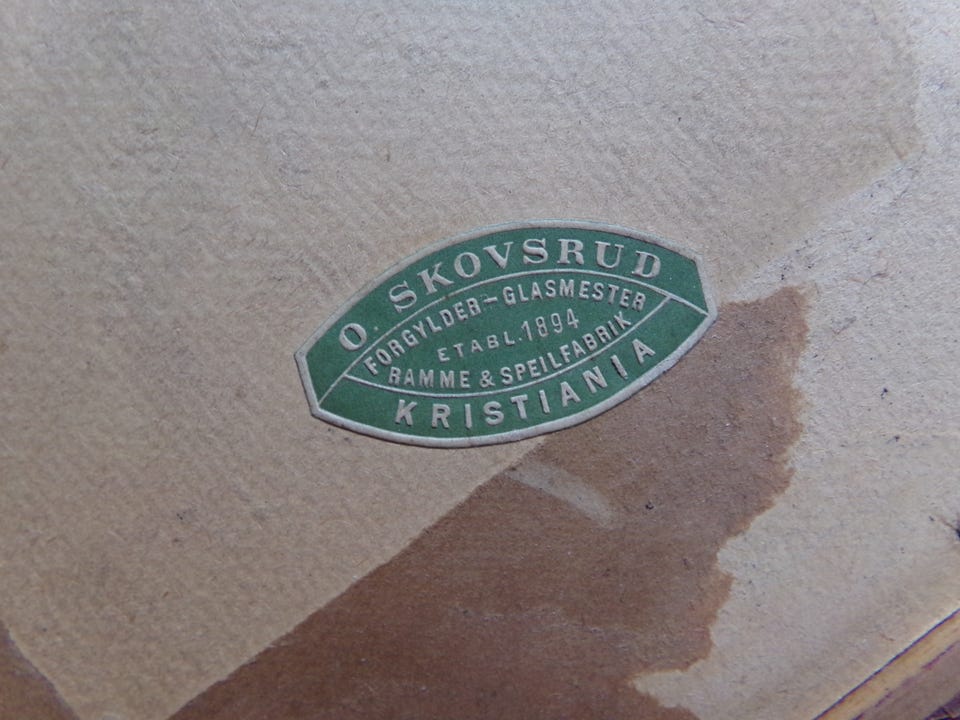 O. SKOVSRUD
FORGYLDER-GLASMESTER
ETABL. 1894
RAMME & SPEILFABRIK
KRISTIANIA